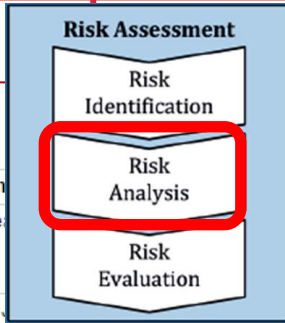 Risk Assessment
Risk
Identification
Risk
Analysis
Risk
Evaluation